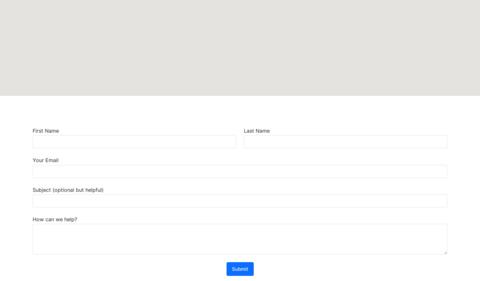 First Name
Last Name
Your Email
Subject (optional but helpful)
How can we help?
Submit